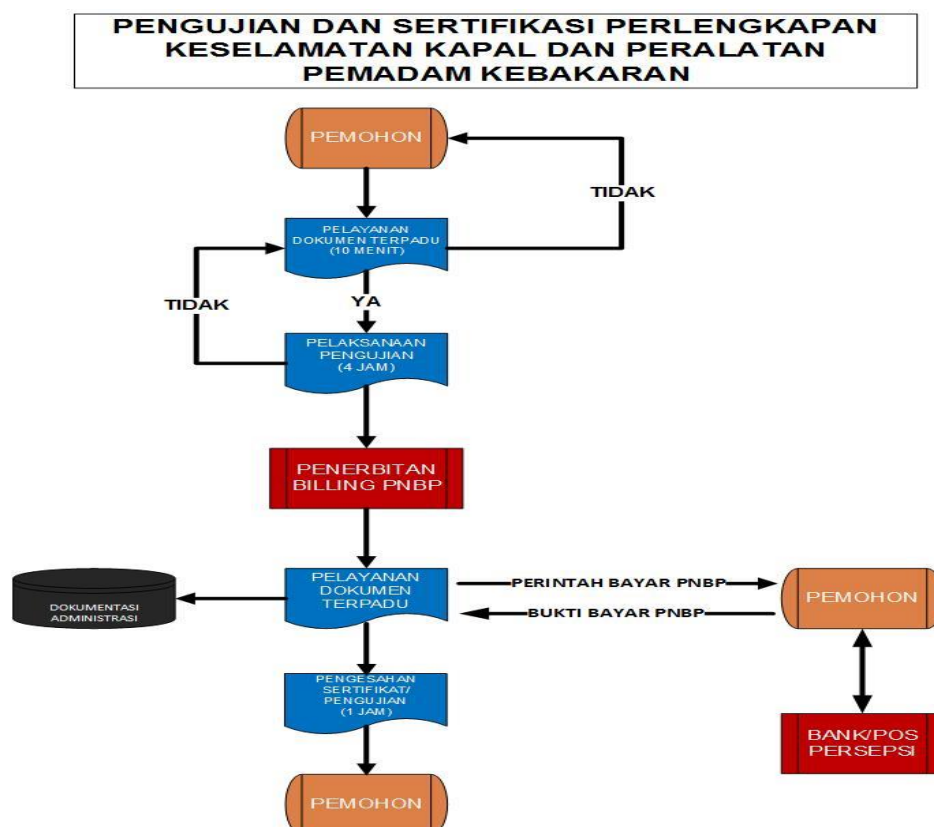 PENGUJIAN DAN SERTIFIKASI PERLENGKAPAN
KESELAMATAN KAPAL DAN PERALATAN
PEMADAM KEBAKARAN
PEMOHON
TIDAK
PELAYANAN
DOKUMEN TERPADU
(10 MENIT)
YA
TIDAK
PELAKSANAAN
PENGUJIAN
(4 JAM)
PENERBITAN
BILLING PNBP
PELAYANAN
DOKUMEN
TERPADU
PERINTAH BAYAR PNBP
BUKTI BAYAR PNBP
PEMOHON
DOKUMENTASI
ADMINISTRASI
PENGESAHAN
SERTIFIKAT/
PENGUJIAN
(1 JAM)
BANK/POS
PERSEPSI
PEMOHON